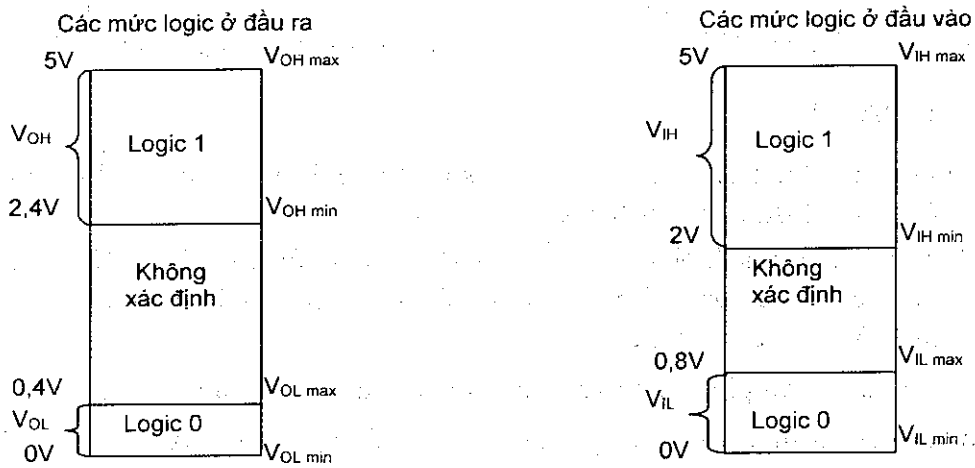 Các mức logic ở đầu ra
5V
V_OH max
V_OH
Logic 1
2,4V
V_OH min
Không
xác định
0,4V
V_OL max
V_OL
Logic 0
0V
V_OL min
Các mức logic ở đầu vào
5V
V_IH max
V_IH
Logic 1
2V
V_IH min
Không
xác định
0,8V
V_IL max
V_IL
Logic 0
0V
V_IL min